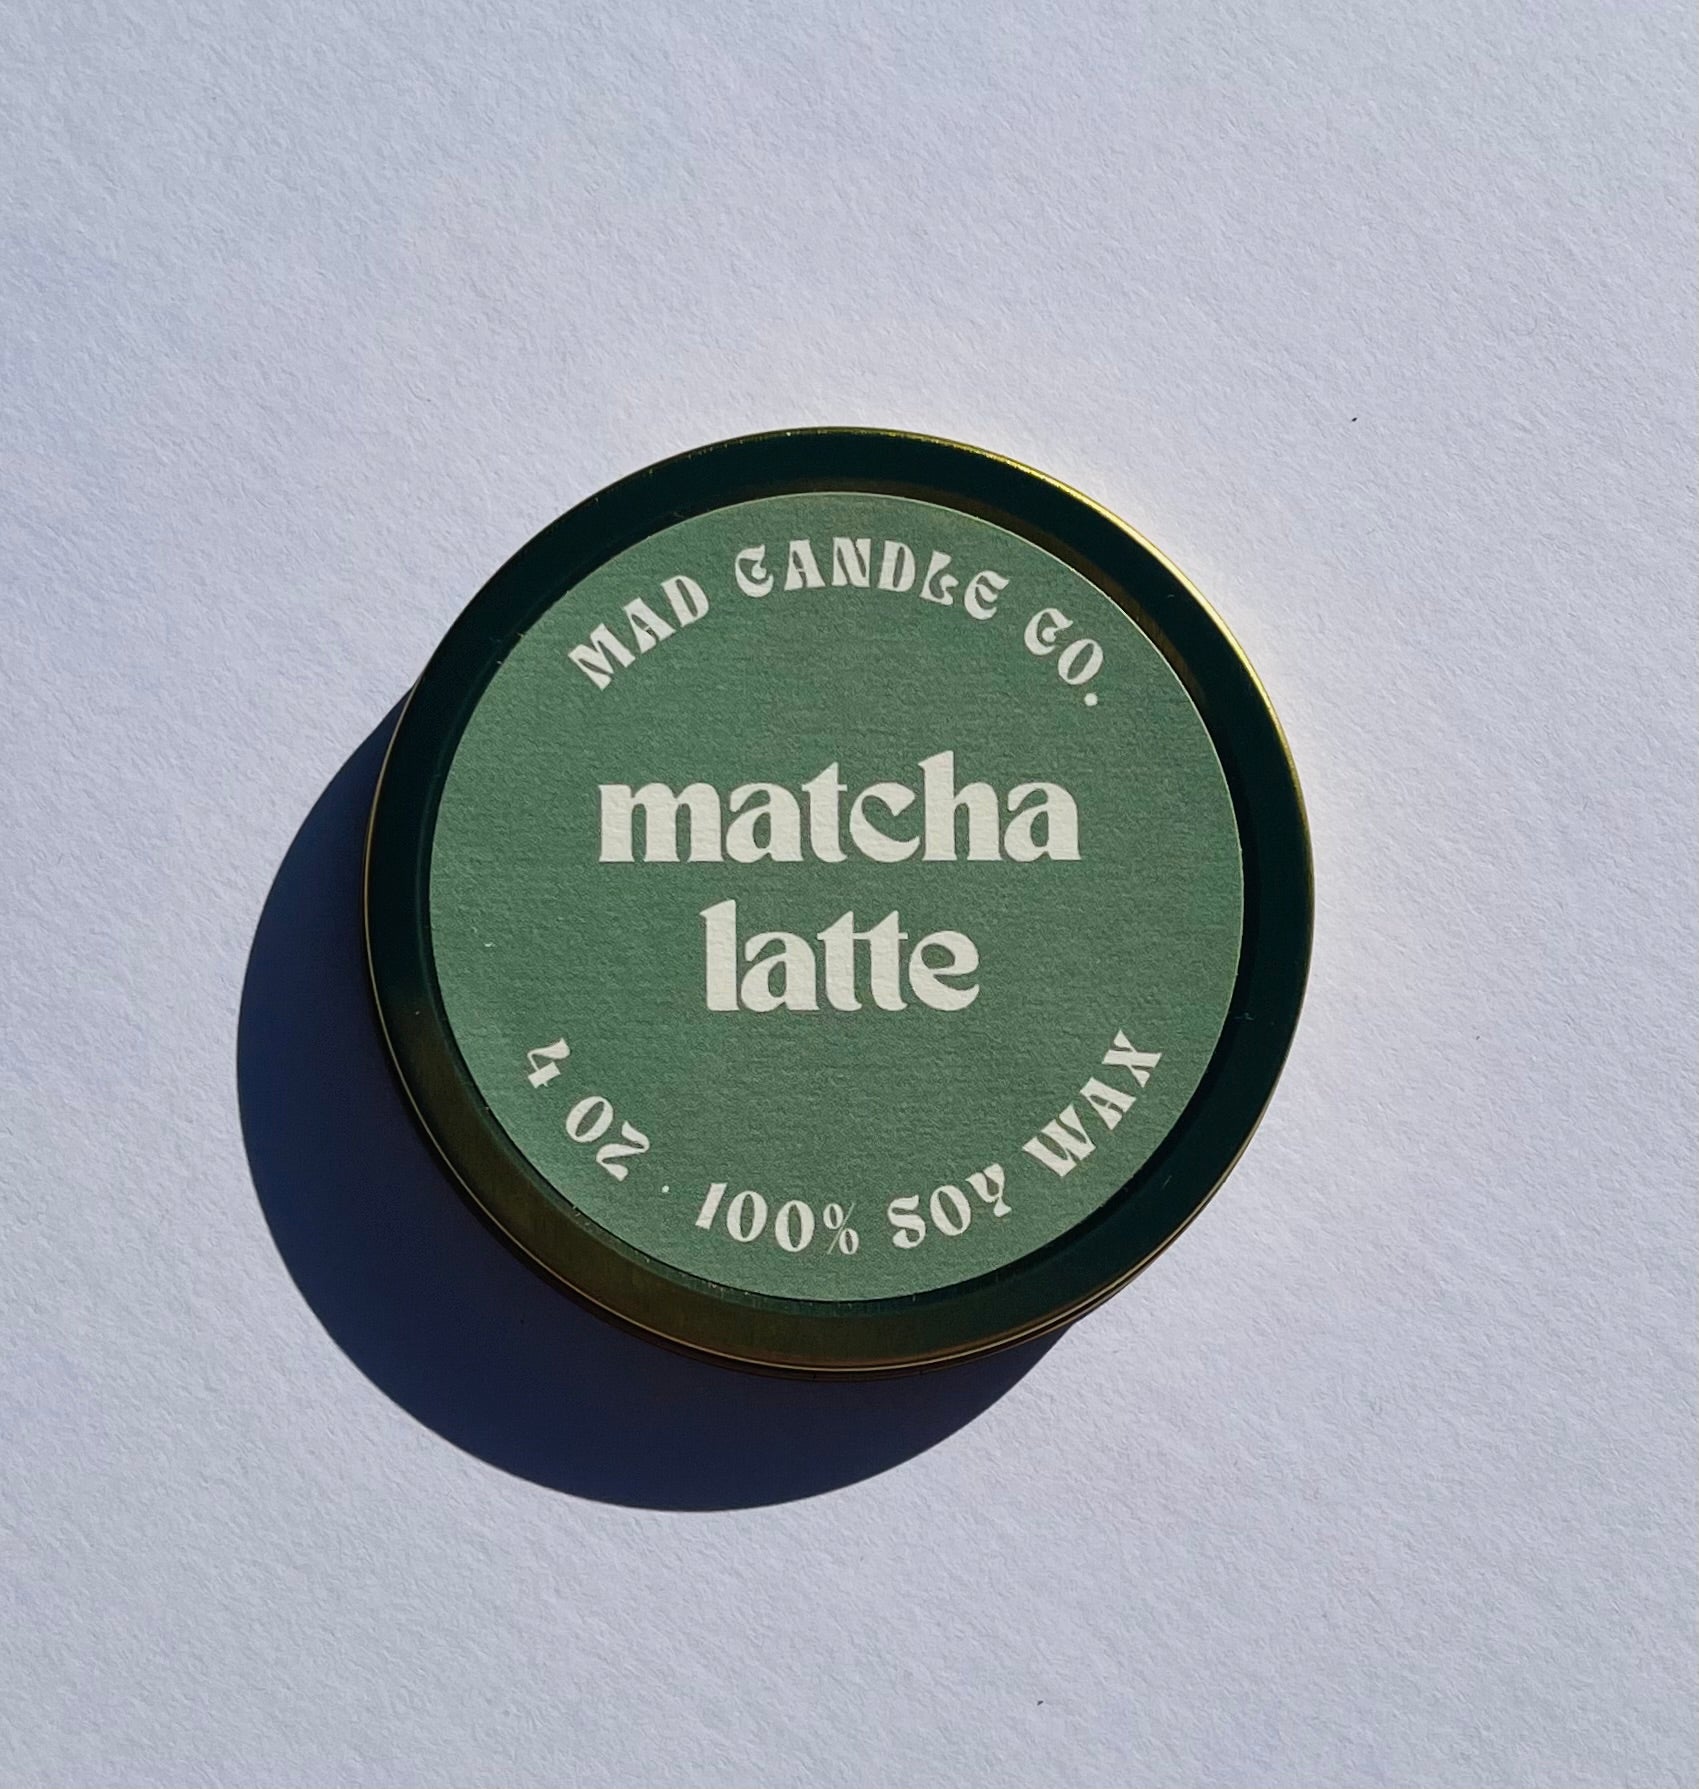 MAD CANDLE CO.
matcha
latte
4 OZ · 100% SOY WAX